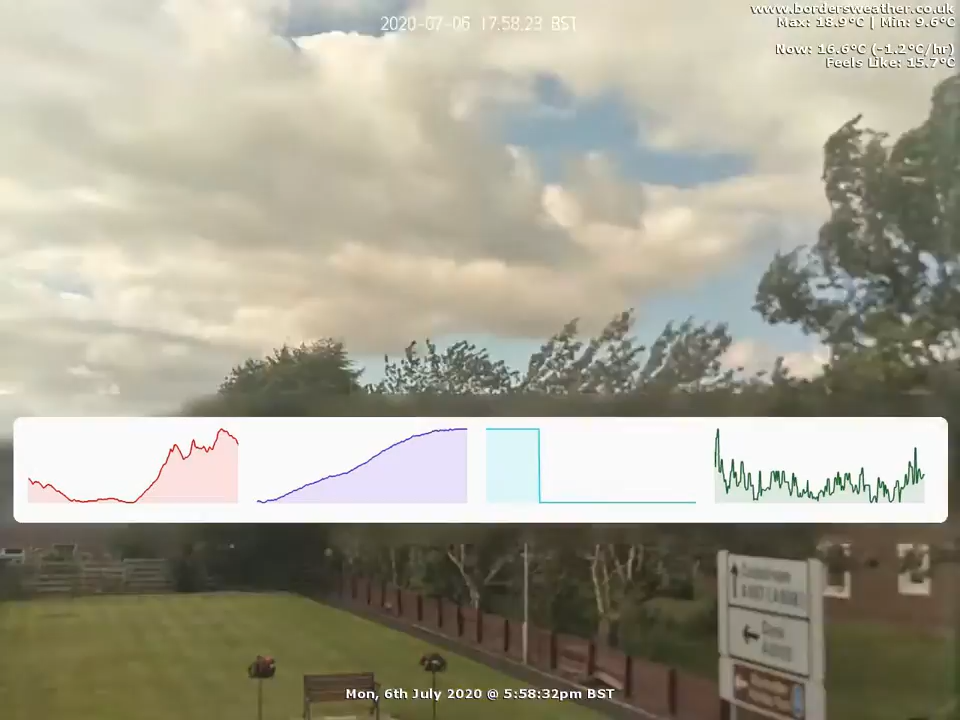 www.bordersweather.co.uk
2020-07-06 17.58.23 BST
Max: 18.9°C | Min: 9.6°C
Now: 16.6°C (-1.2°C/hr)
Feels Like: 15.7°C
Mon, 6th July 2020 @ 5:58:32pm BST